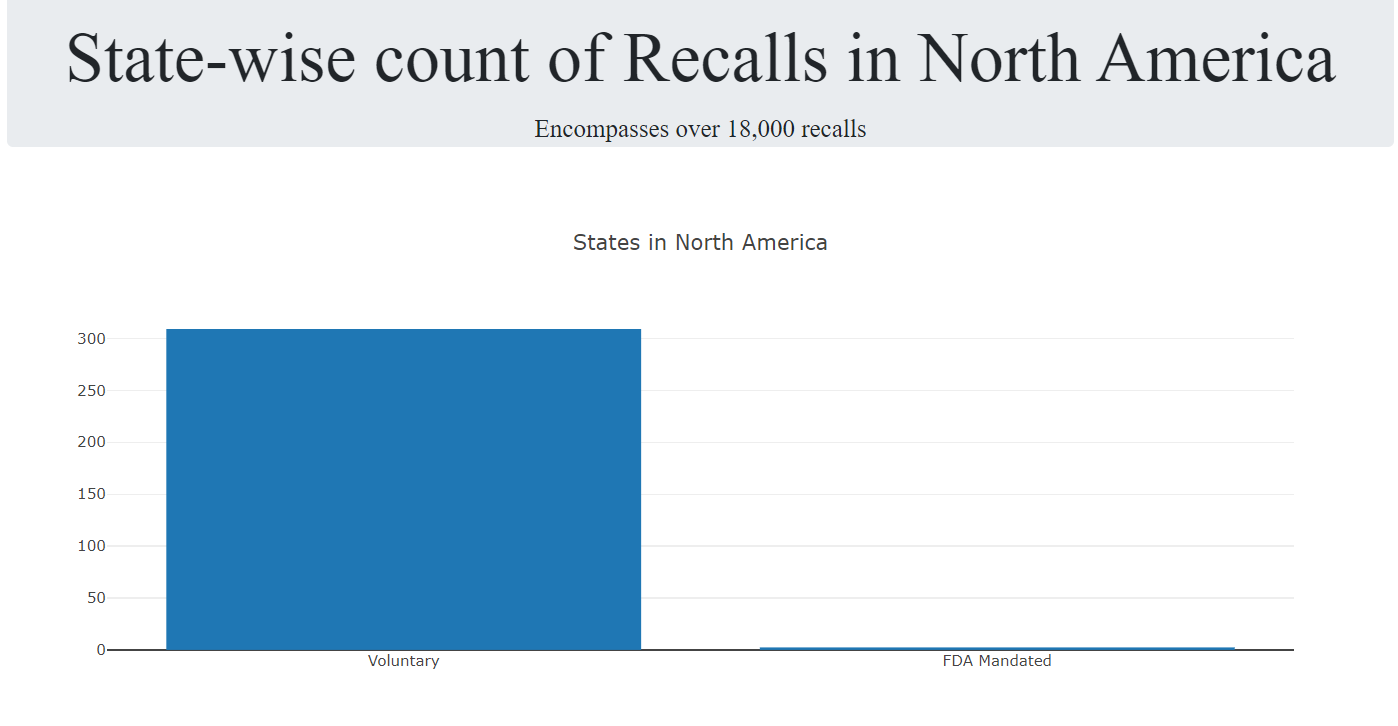 State-wise count of Recalls in North America
Encompasses over 18,000 recalls
States in North America
300
250
200
150
100
50
0
Voluntary
FDA Mandated